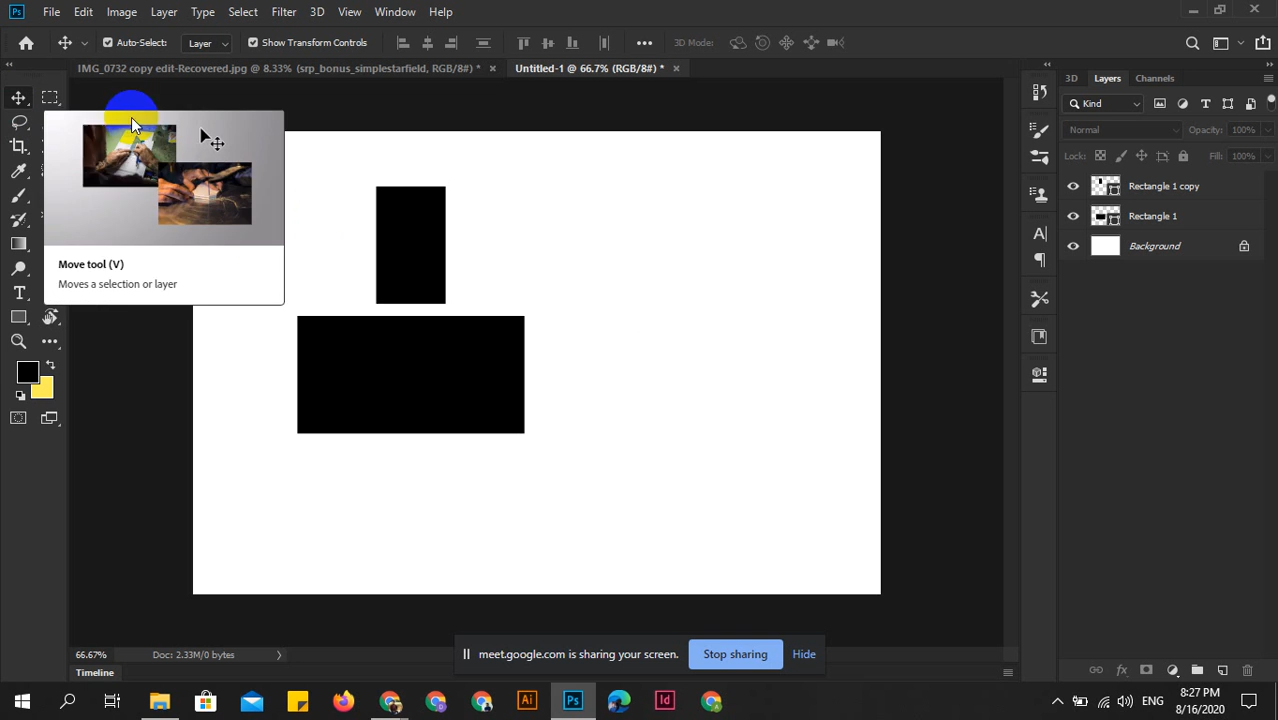 Ps File Edit Image Layer Type Select Filter 3D View Window Help
Auto-Select: Layer Show Transform Controls 3D Mode:
IMG_0732 copy edit-Recovered.jpg @ 8.33% (srp_bonus_simplestarfield, RGB/8#) * Untitled-1 @ 66.7% (RGB/8#) *
3D Layers Channels
Kind
Normal Opacity: 100%
Lock: Fill: 100%
Rectangle 1 copy
Rectangle 1
Background
Move tool (V)
Moves a selection or layer
66.67% Doc: 2.33M/0 bytes
meet.google.com is sharing your screen. Stop sharing Hide
Timeline
Ai Ps Id
ENG
8:27 PM
8/16/2020